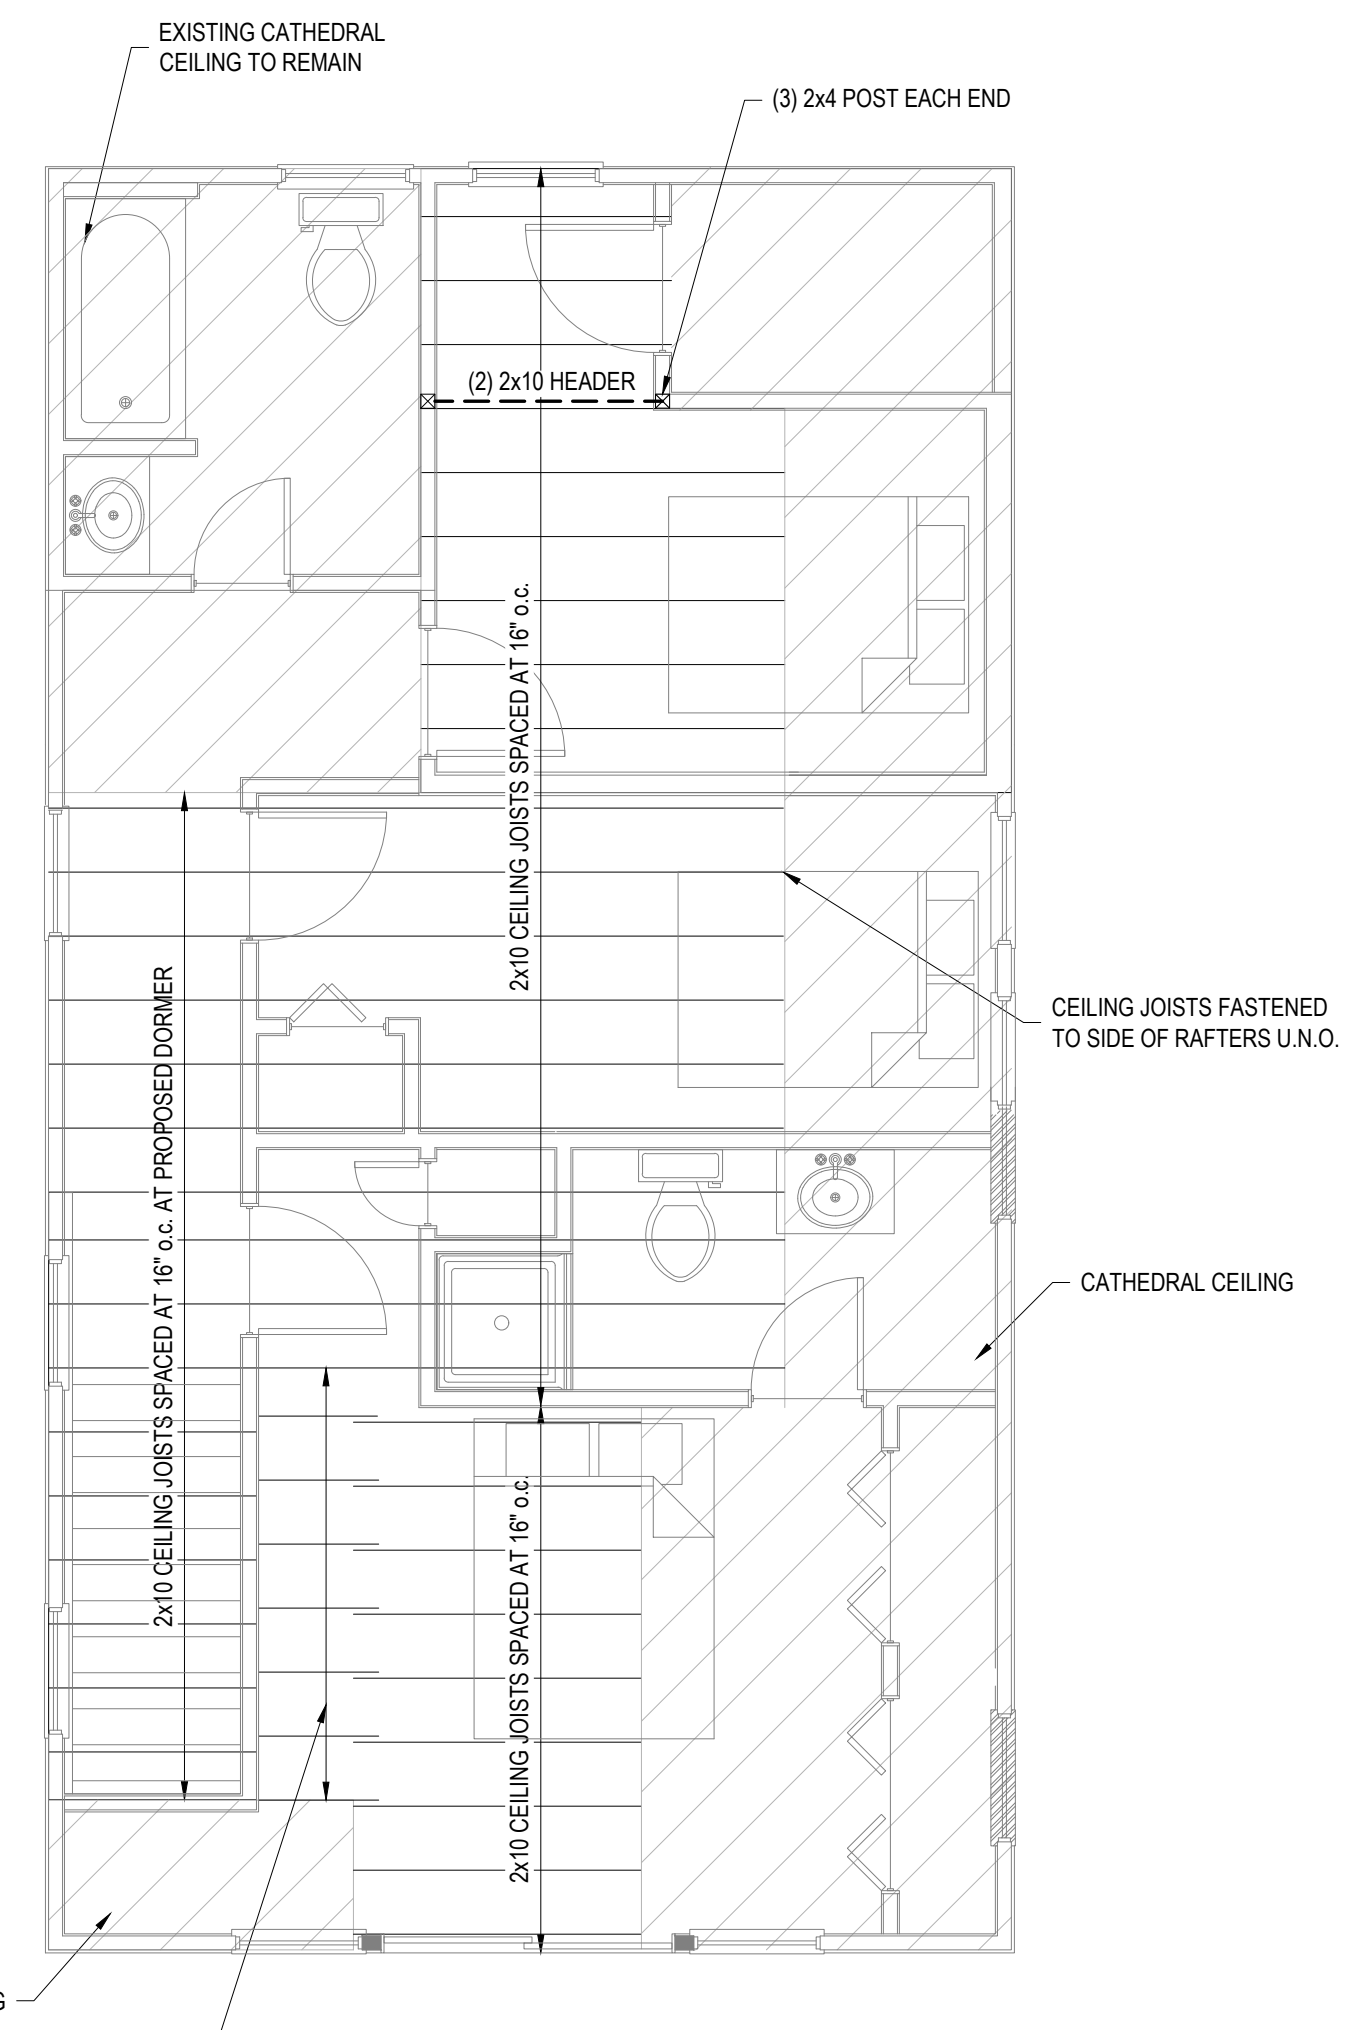 EXISTING CATHEDRAL
CEILING TO REMAIN
(3) 2x4 POST EACH END
(2) 2x10 HEADER
2x10 CEILING JOISTS SPACED AT 16" o.c.
CEILING JOISTS FASTENED
TO SIDE OF RAFTERS U.N.O.
2x10 CEILING JOISTS SPACED AT 16" o.c. AT PROPOSED DORMER
CATHEDRAL CEILING
2x10 CEILING JOISTS SPACED AT 16" o.c.